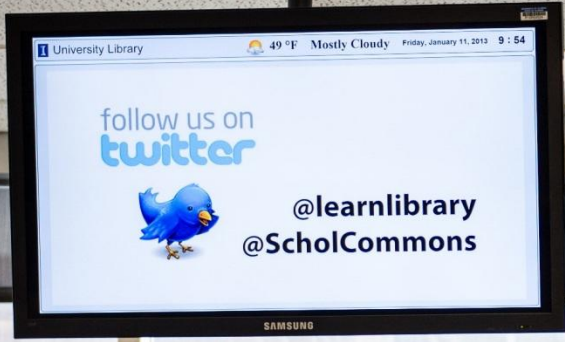 I University Library 49 °F Mostly Cloudy Friday, January 11, 2013 9 : 54
follow us on
twitter
@learnlibrary
@ScholCommons
SAMSUNG